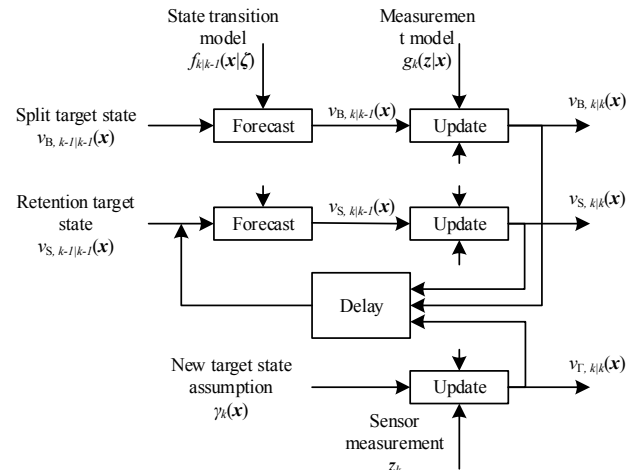 State transition
model
f_{k|k-1}(x|ζ)
Measuremen
t model
g_k(z|x)
Split target state
v_{B, k-1|k-1}(x)
Forecast
v_{B, k|k-1}(x)
Update
v_{B, k|k}(x)
Retention target
state
v_{S, k-1|k-1}(x)
Forecast
v_{S, k|k-1}(x)
Update
v_{S, k|k}(x)
Delay
New target state
assumption
γ_k(x)
Update
v_{Γ, k|k}(x)
Sensor
measurement
z_k